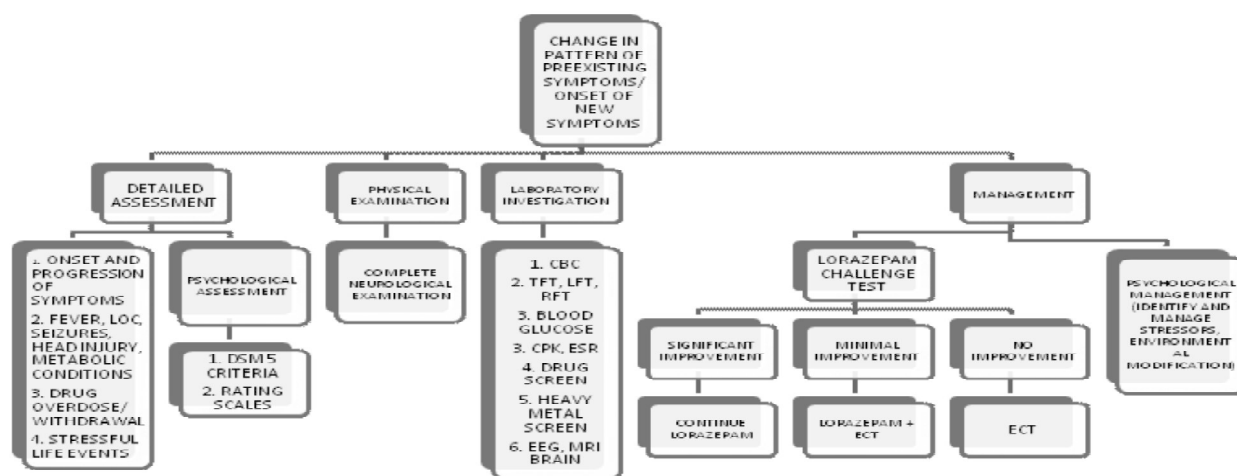 CHANGE IN
PATTERN OF
PREEXISTING
SYMPTOMS/
ONSET OF
NEW
SYMPTOMS
DETAILED
ASSESSMENT
PHYSICAL
EXAMINATION
LABORATORY
INVESTIGATION
MANAGEMENT
1. ONSET AND
PROGRESSION
OF
SYMPTOMS
2. FEVER, LOC,
SEIZURES,
HEAD INJURY,
METABOLIC
CONDITIONS
3. DRUG
OVERDOSE/
WITHDRAWAL
4. STRESSFUL
LIFE EVENTS
PSYCHOLOGICAL
ASSESSMENT
1. DSM 5
CRITERIA
2. RATING
SCALES
COMPLETE
NEUROLOGICAL
EXAMINATION
1. CBC
2. TFT, LFT,
RFT
3. BLOOD
GLUCOSE
3. CPK, ESR
4. DRUG
SCREEN
5. HEAVY
METAL
SCREEN
6. EEG, MRI
BRAIN
LORAZEPAM
CHALLENGE
TEST
SIGNIFICANT
IMPROVEMENT
MINIMAL
IMPROVEMENT
NO
IMPROVEMENT
CONTINUE
LORAZEPAM
LORAZEPAM +
ECT
ECT
PSYCHOLOGICAL
MANAGEMENT
(IDENTIFY AND
MANAGE
STRESSORS,
ENVIRONMENT
AL
MODIFICATION)